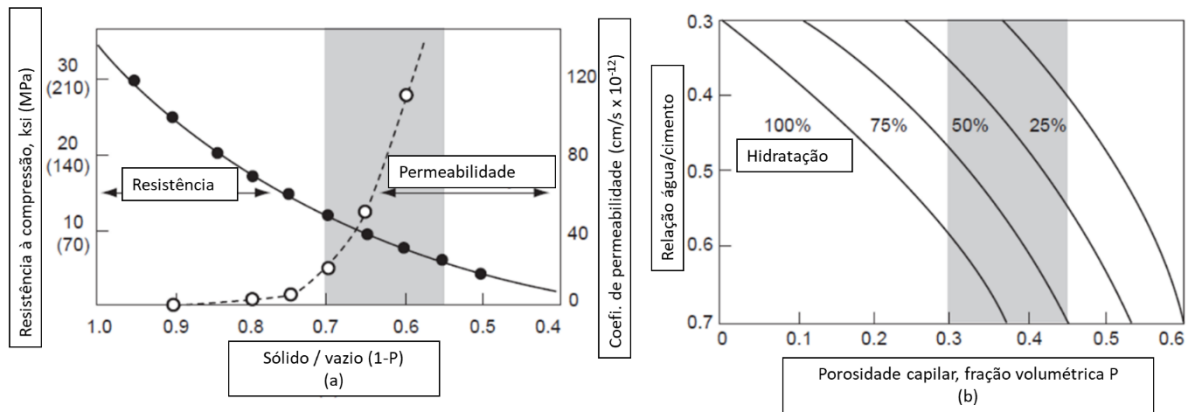 Resistência à compressão, ksi (MPa)
30
(210)
20
(140)
10
(70)
Resistência
Permeabilidade
120
80
40
0
Coefi. de permeabilidade (cm/s x 10⁻¹²)
1.0 0.9 0.8 0.7 0.6 0.5 0.4
Sólido / vazio (1-P)
(a)
Relação água/cimento
0.3
0.4
0.5
0.6
0.7
100% 75% 50% 25%
Hidratação
0 0.1 0.2 0.3 0.4 0.5 0.6
Porosidade capilar, fração volumétrica P
(b)